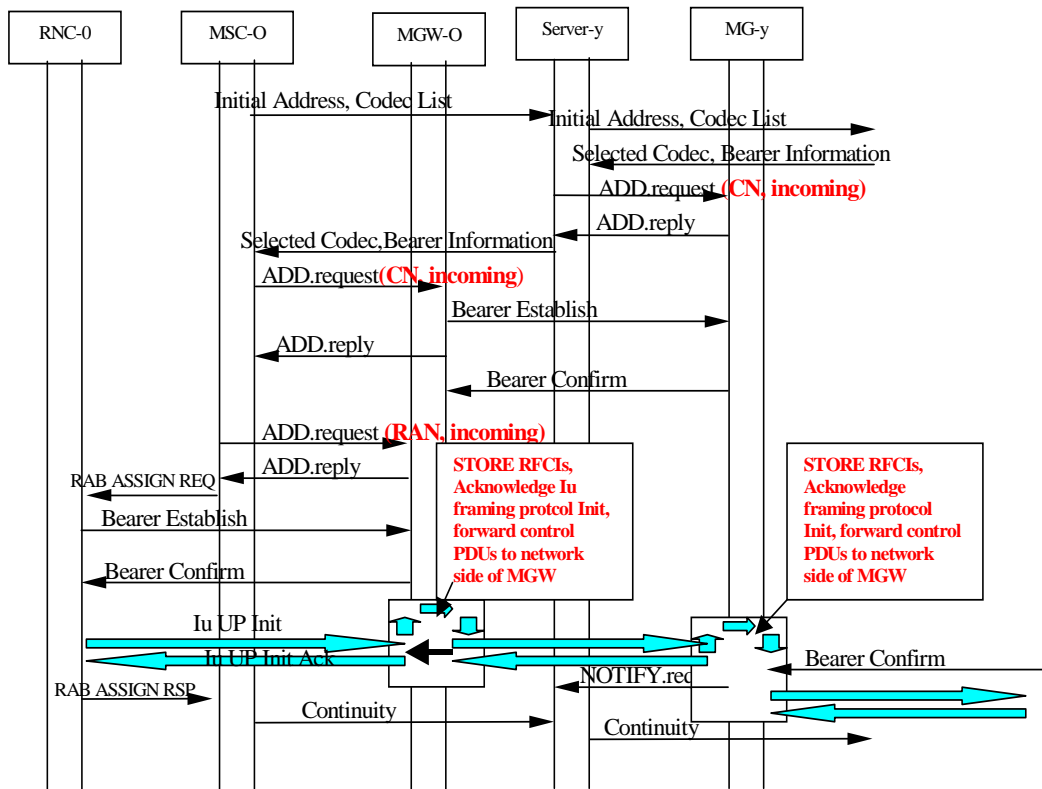 RNC-0
MSC-O
MGW-O
Server-y
MG-y
Initial Address, Codec List
Initial Address, Codec List
Selected Codec, Bearer Information
ADD.request (CN, incoming)
ADD.reply
Selected Codec,Bearer Information
ADD.request(CN, incoming)
Bearer Establish
ADD.reply
Bearer Confirm
ADD.request (RAN, incoming)
ADD.reply
RAB ASSIGN REQ
Bearer Establish
Bearer Confirm
STORE RFCIs,
Acknowledge Iu
framing protcol Init,
forward control
PDUs to network
side of MGW
STORE RFCIs,
Acknowledge
framing protocol
Init, forward control
PDUs to network
side of MGW
Iu UP Init
Iu UP Init Ack
Bearer Confirm
RAB ASSIGN RSP
NOTIFY.req
Continuity
Continuity